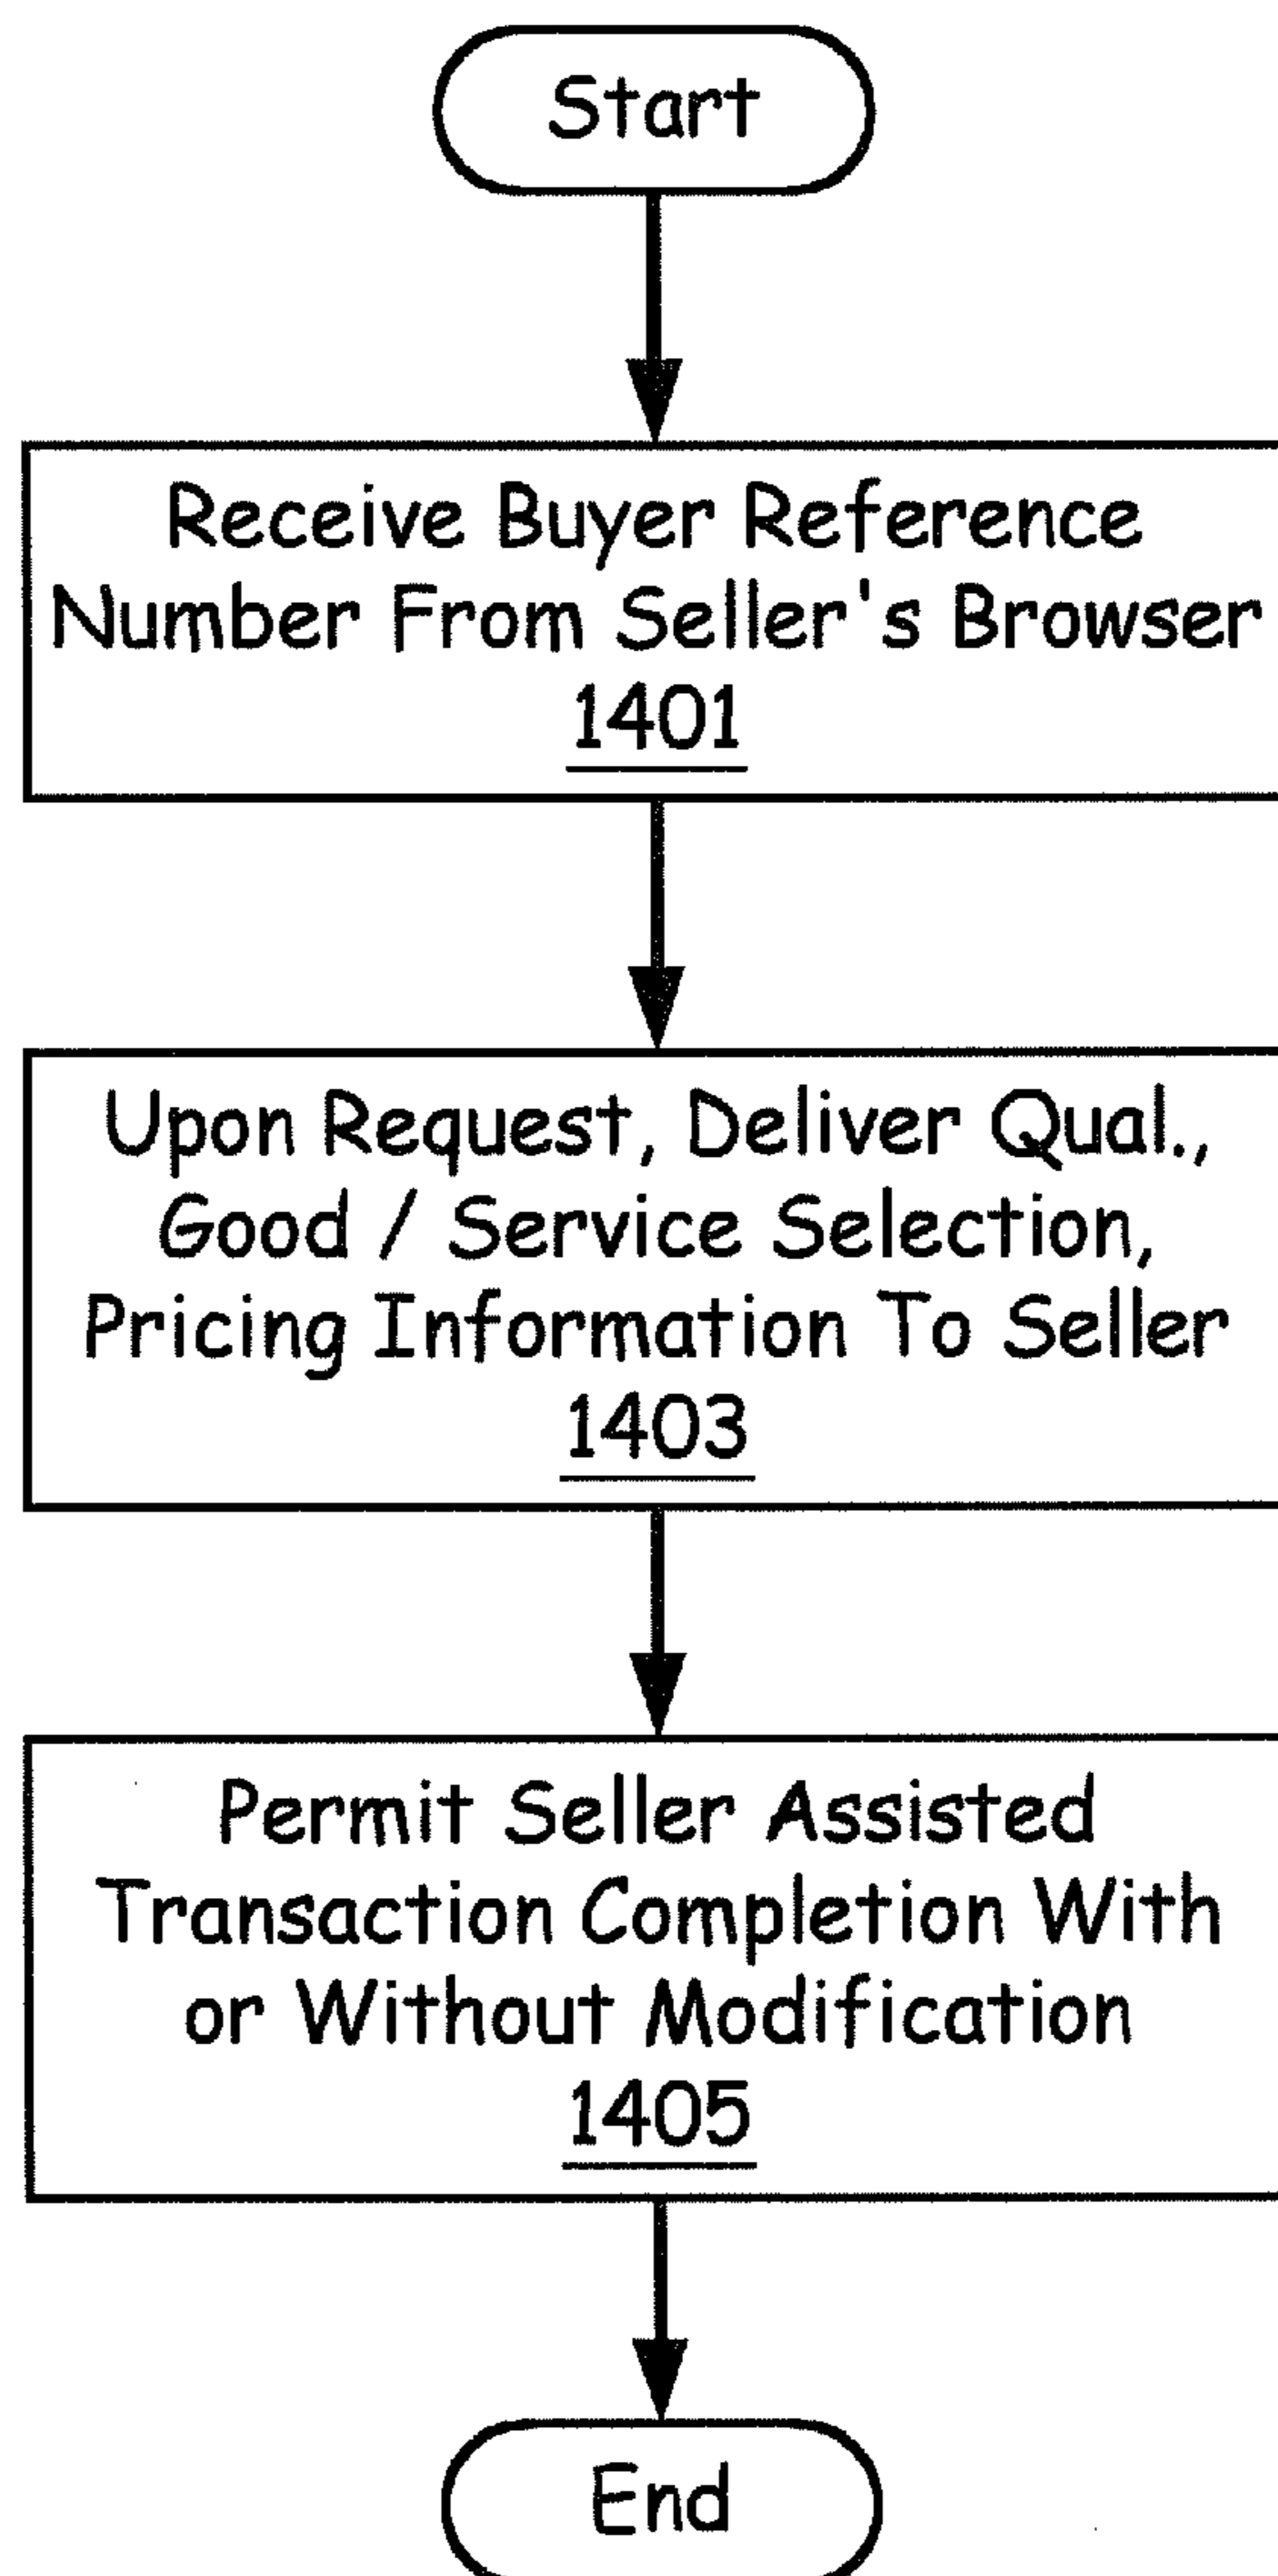 Start
Receive Buyer Reference
Number From Seller's Browser
1401
Upon Request, Deliver Qual.,
Good / Service Selection,
Pricing Information To Seller
1403
Permit Seller Assisted
Transaction Completion With
or Without Modification
1405
End